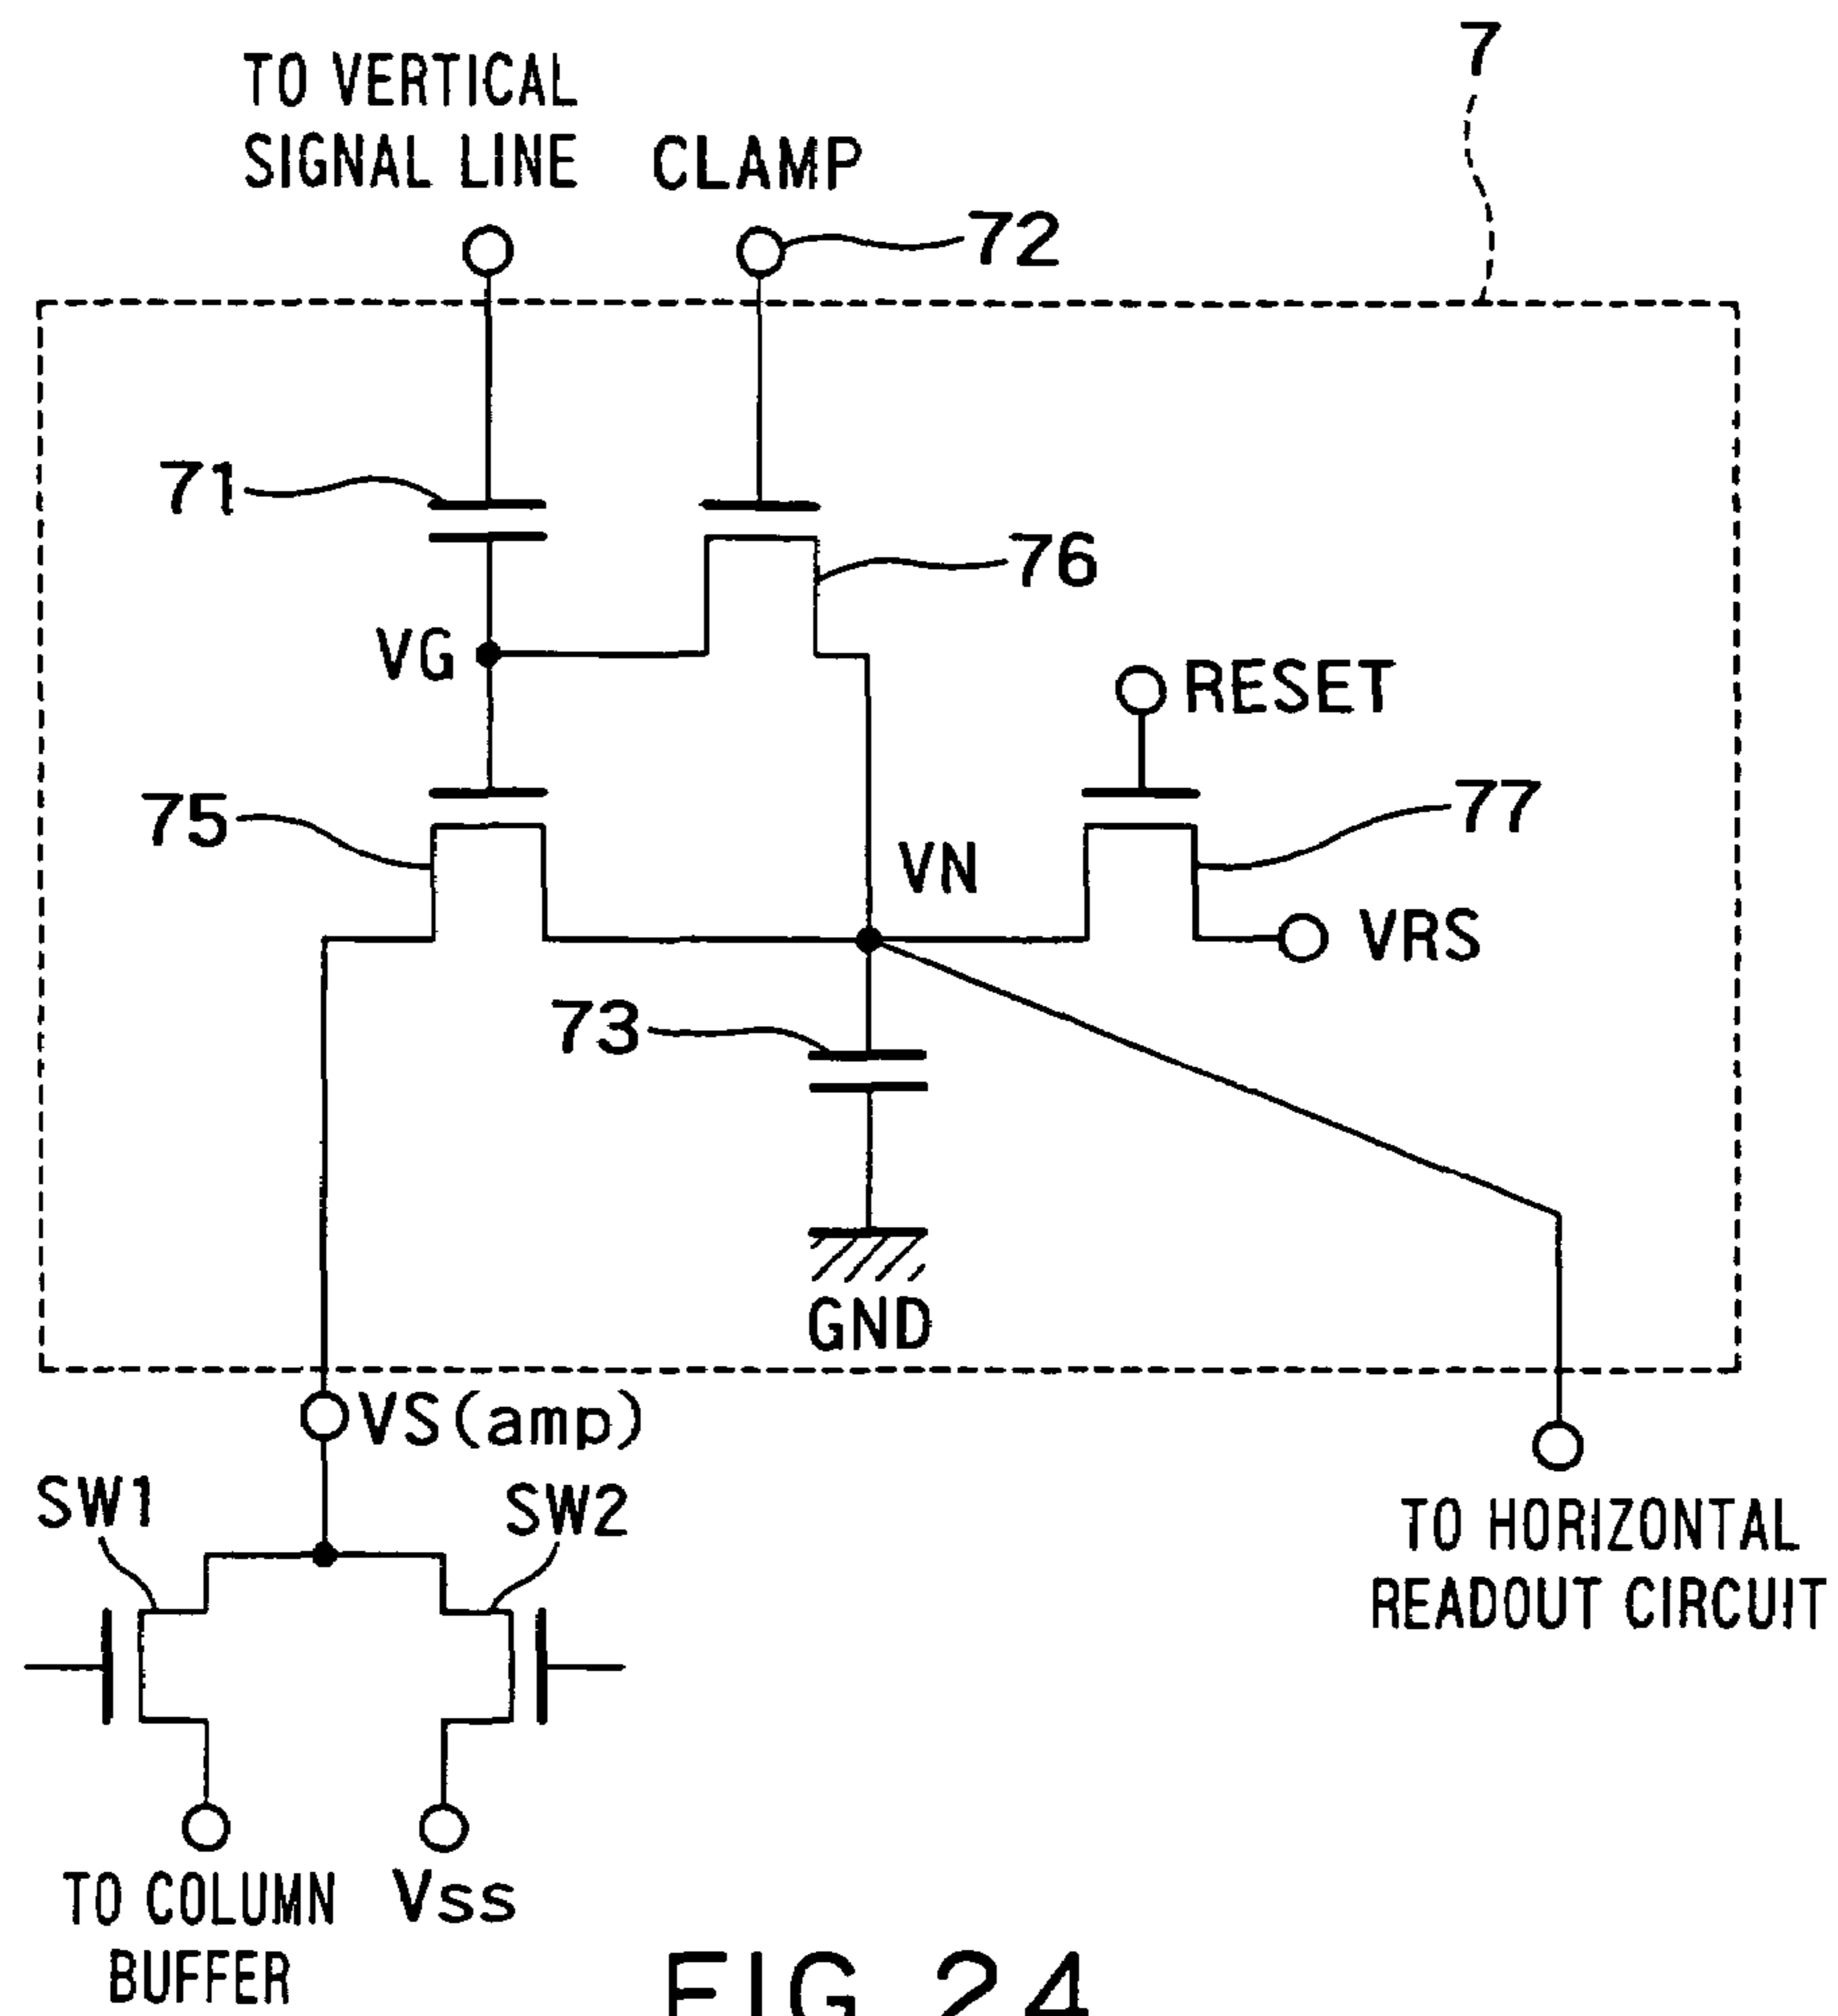 7
TO VERTICAL
SIGNAL LINE
CLAMP
72
71
76
VG
RESET
75
77
VN
VRS
73
GND
VS(amp)
SW1
SW2
TO HORIZONTAL
READOUT CIRCUIT
TO COLUMN
BUFFER
Vss
FIG. 24